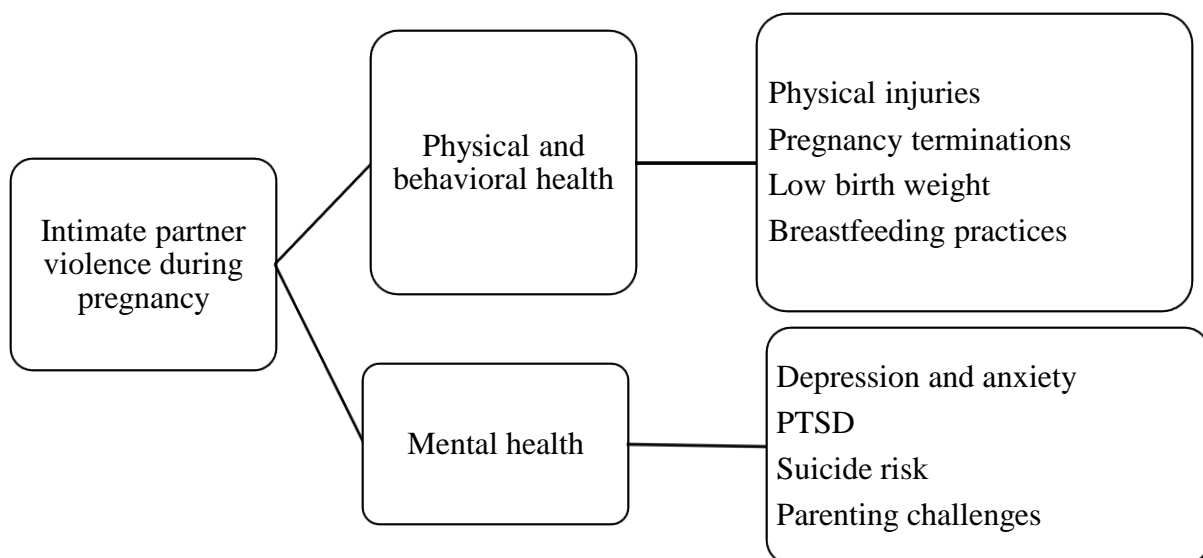 Intimate partner
violence during
pregnancy
Physical and
behavioral health
Physical injuries
Pregnancy terminations
Low birth weight
Breastfeeding practices
Mental health
Depression and anxiety
PTSD
Suicide risk
Parenting challenges